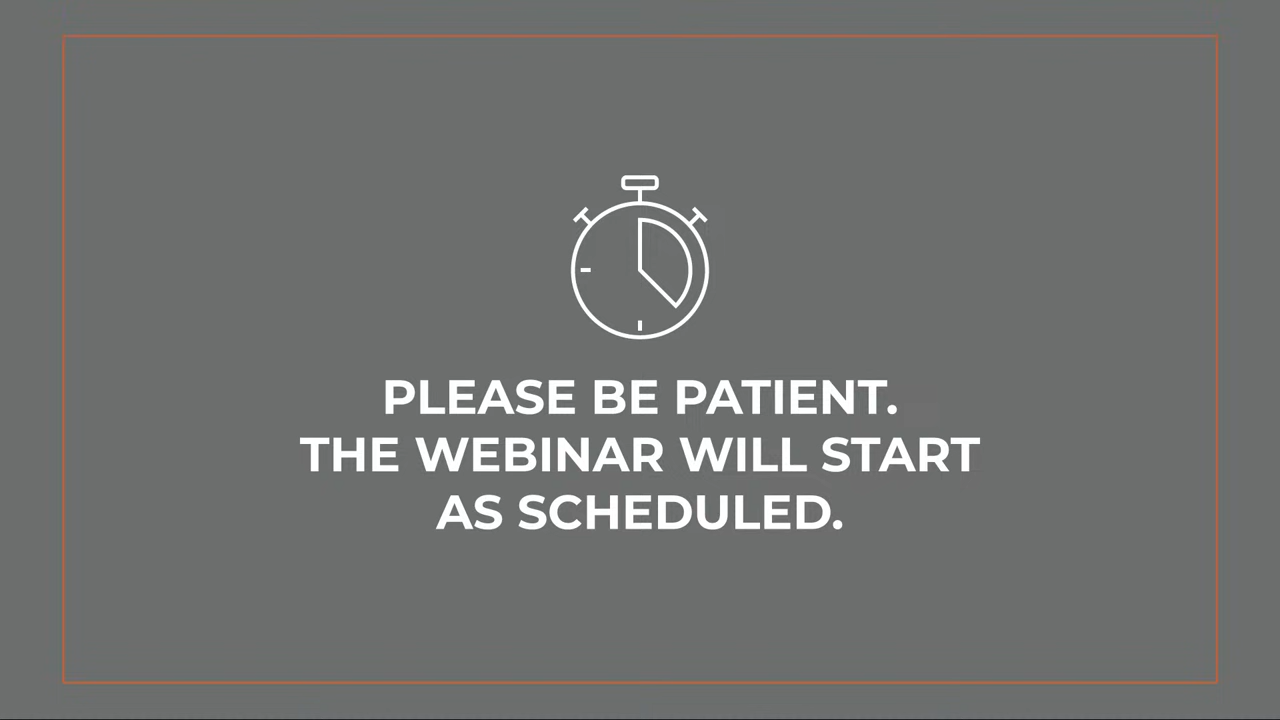 PLEASE BE PATIENT.
THE WEBINAR WILL START
AS SCHEDULED.